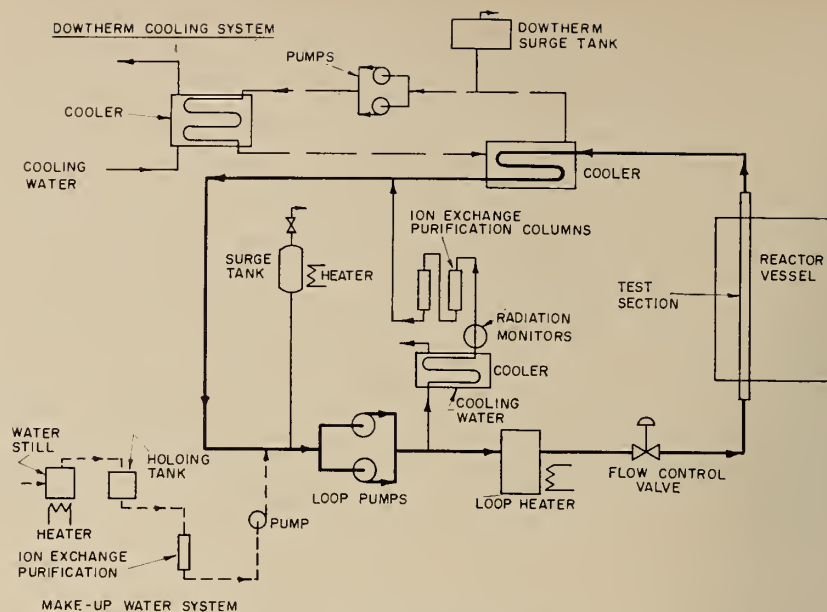 DOWTHERM COOLING SYSTEM
DOWTHERM
SURGE TANK
PUMPS
COOLER
COOLING
WATER
COOLER
ION EXCHANGE
PURIFICATION COLUMNS
SURGE
TANK
HEATER
REACTOR
VESSEL
TEST
SECTION
RADIATION
MONITORS
COOLER
COOLING
WATER
WATER
STILL
HOLDING
TANK
HEATER
PUMP
LOOP PUMPS
LOOP HEATER
FLOW CONTROL
VALVE
ION EXCHANGE
PURIFICATION
MAKE-UP WATER SYSTEM